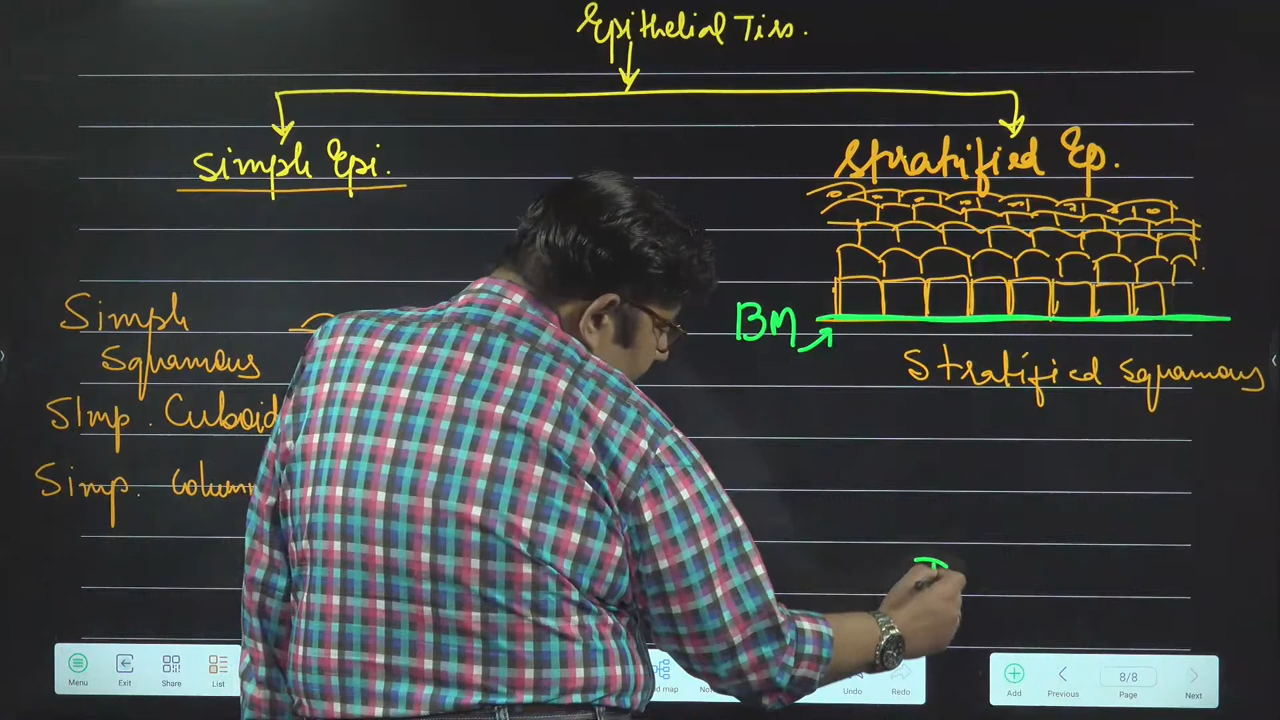 Epithelial Tiss.
Simple Epi.
Stratified Ep.
Simple
Squamous
BM
Stratified Squamous
SImp. Cuboid
Simp. Column
Menu
Exit
Share
List
Undo
Redo
Add
Previous
8/8
Page
Next